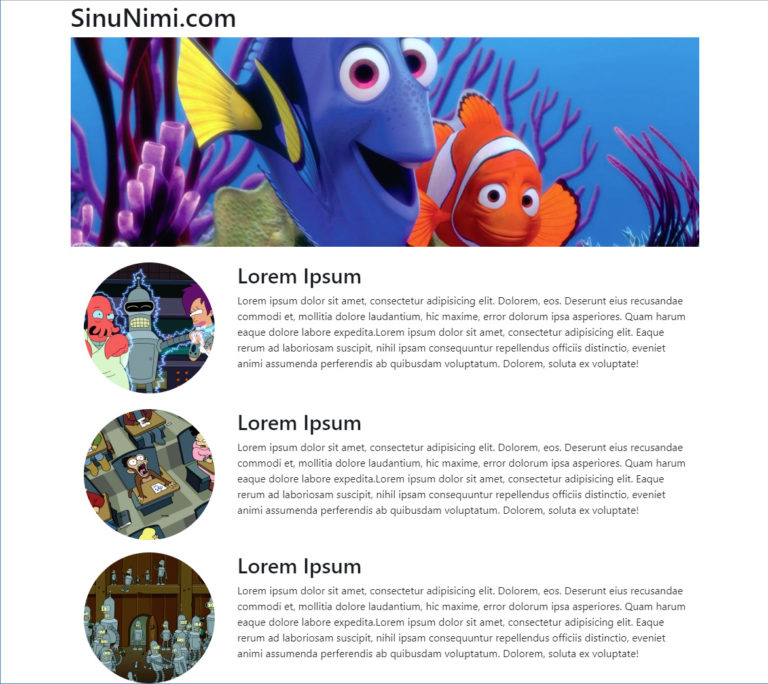 SinuNimi.com
Lorem Ipsum
Lorem ipsum dolor sit amet, consectetur adipisicing elit. Dolorem, eos. Deserunt eius recusandae
commodi et, mollitia dolore laudantium, hic maxime, error dolorum ipsa asperiores. Quam harum
eaque dolore labore expedita.Lorem ipsum dolor sit amet, consectetur adipisicing elit. Eaque
rerum ad laboriosam suscipit, nihil ipsam consequuntur repellendus officiis distinctio, eveniet
animi assumenda perferendis ab quibusdam voluptatum. Dolorem, soluta ex voluptate!
Lorem Ipsum
Lorem ipsum dolor sit amet, consectetur adipisicing elit. Dolorem, eos. Deserunt eius recusandae
commodi et, mollitia dolore laudantium, hic maxime, error dolorum ipsa asperiores. Quam harum
eaque dolore labore expedita.Lorem ipsum dolor sit amet, consectetur adipisicing elit. Eaque
rerum ad laboriosam suscipit, nihil ipsam consequuntur repellendus officiis distinctio, eveniet
animi assumenda perferendis ab quibusdam voluptatum. Dolorem, soluta ex voluptate!
Lorem Ipsum
Lorem ipsum dolor sit amet, consectetur adipisicing elit. Dolorem, eos. Deserunt eius recusandae
commodi et, mollitia dolore laudantium, hic maxime, error dolorum ipsa asperiores. Quam harum
eaque dolore labore expedita.Lorem ipsum dolor sit amet, consectetur adipisicing elit. Eaque
rerum ad laboriosam suscipit, nihil ipsam consequuntur repellendus officiis distinctio, eveniet
animi assumenda perferendis ab quibusdam voluptatum. Dolorem, soluta ex voluptate!